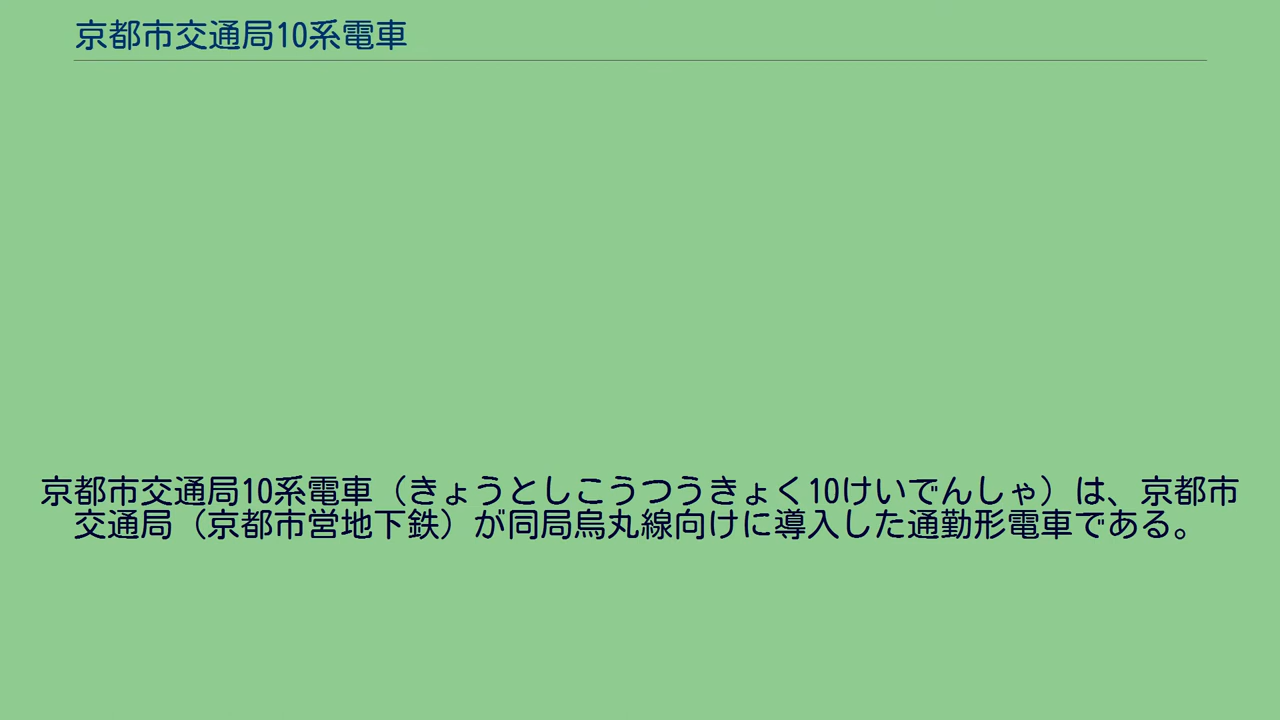 京都市交通局10系電車
京都市交通局10系電車（きょうとしこうつうきょく10けいでんしゃ）は、京都市
交通局（京都市営地下鉄）が同局烏丸線向けに導入した通勤形電車である。